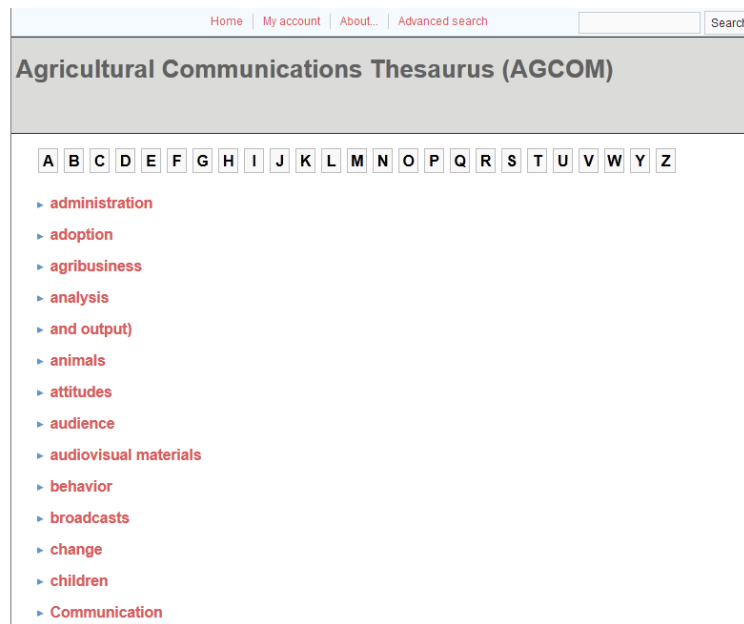 Home My account About... Advanced search Search
Agricultural Communications Thesaurus (AGCOM)
A B C D E F G H I J K L M N O P Q R S T U V W Y Z
administration
adoption
agribusiness
analysis
and output)
animals
attitudes
audience
audiovisual materials
behavior
broadcasts
change
children
Communication